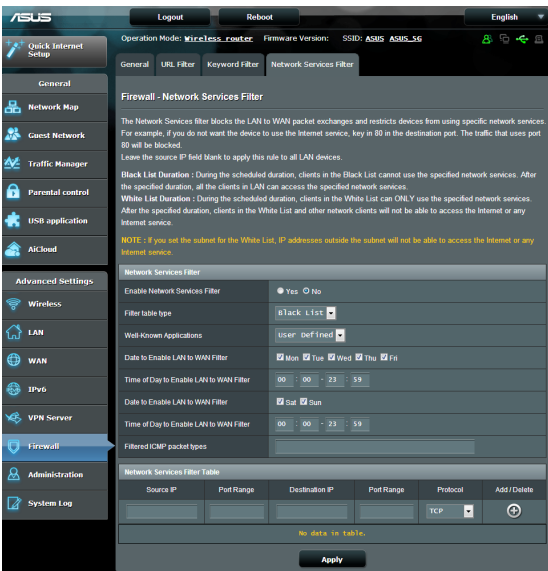 ASUS
Logout
Reboot
English
Quick Internet
Setup
Operation Mode: Wireless router Firmware Version: SSID: ASUS ASUS_5G
General
URL Filter
Keyword Filter
Network Services Filter
General
Network Map
Guest Network
Traffic Manager
Parental control
USB application
AiCloud
Advanced Settings
Wireless
LAN
WAN
IPv6
VPN Server
Firewall
Administration
System Log
Firewall - Network Services Filter
The Network Services filter blocks the LAN to WAN packet exchanges and restricts devices from using specific network services.
For example, if you do not want the device to use the Internet service, key in 80 in the destination port. The traffic that uses port
80 will be blocked.
Leave the source IP field blank to apply this rule to all LAN devices.
Black List Duration : During the scheduled duration, clients in the Black List cannot use the specified network services. After
the specified duration, all the clients in LAN can access the specified network services.
White List Duration : During the scheduled duration, clients in the White List can ONLY use the specified network services.
After the specified duration, clients in the White List and other network clients will not be able to access the Internet or any
Internet service.
NOTE : If you set the subnet for the White List, IP addresses outside the subnet will not be able to access the Internet or any
Internet service.
Network Services Filter
Enable Network Services Filter Yes No
Filter table type Black List
Well-Known Applications User Defined
Date to Enable LAN to WAN Filter Mon Tue Wed Thu Fri
Time of Day to Enable LAN to WAN Filter 00 : 00 - 23 : 59
Date to Enable LAN to WAN Filter Sat Sun
Time of Day to Enable LAN to WAN Filter 00 : 00 - 23 : 59
Filtered ICMP packet types
Network Services Filter Table
Source IP Port Range Destination IP Port Range Protocol Add / Delete
TCP
No data in table.
Apply